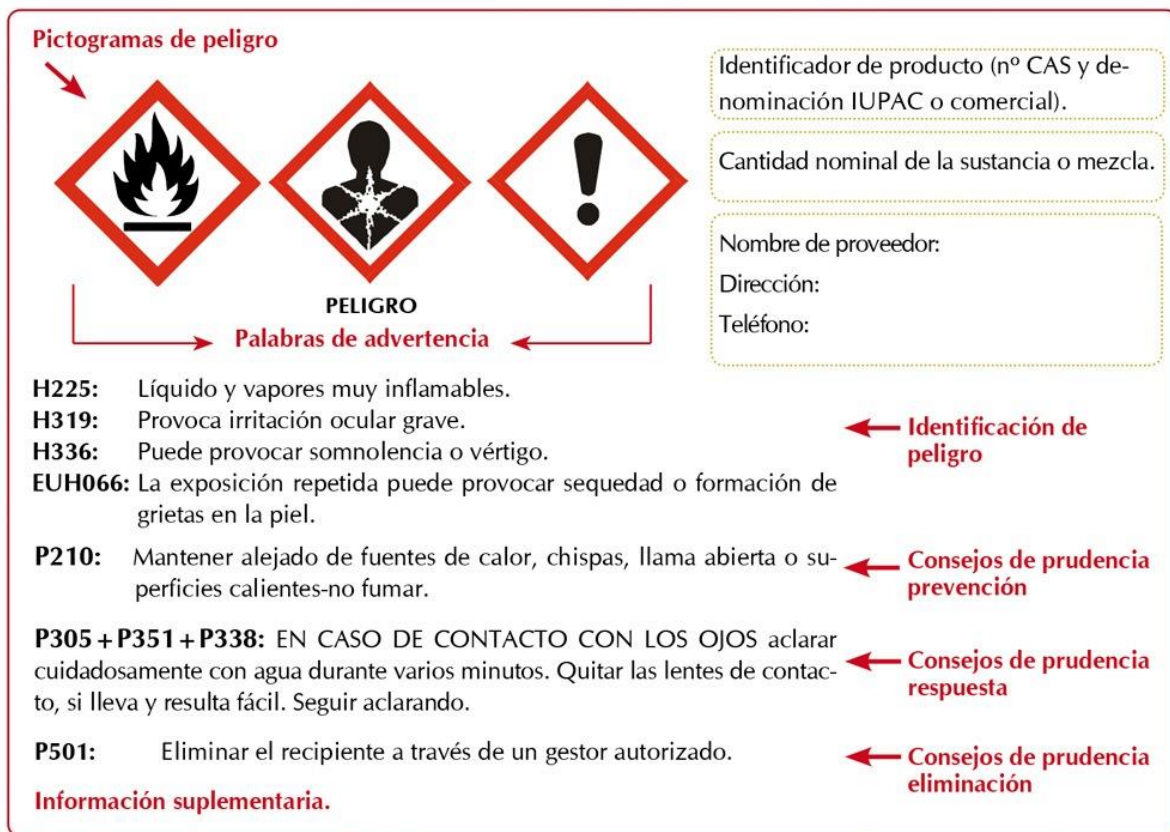 Pictogramas de peligro
PELIGRO
Palabras de advertencia
Identificador de producto (nº CAS y de-
nominación IUPAC o comercial).
Cantidad nominal de la sustancia o mezcla.
Nombre de proveedor:
Dirección:
Teléfono:
H225: Líquido y vapores muy inflamables.
H319: Provoca irritación ocular grave.
H336: Puede provocar somnolencia o vértigo.
EUH066: La exposición repetida puede provocar sequedad o formación de
grietas en la piel.
Identificación de
peligro
P210: Mantener alejado de fuentes de calor, chispas, llama abierta o su-
perficies calientes-no fumar.
Consejos de prudencia
prevención
P305+P351+P338: EN CASO DE CONTACTO CON LOS OJOS aclarar
cuidadosamente con agua durante varios minutos. Quitar las lentes de contac-
to, si lleva y resulta fácil. Seguir aclarando.
Consejos de prudencia
respuesta
P501: Eliminar el recipiente a través de un gestor autorizado.
Consejos de prudencia
eliminación
Información suplementaria.